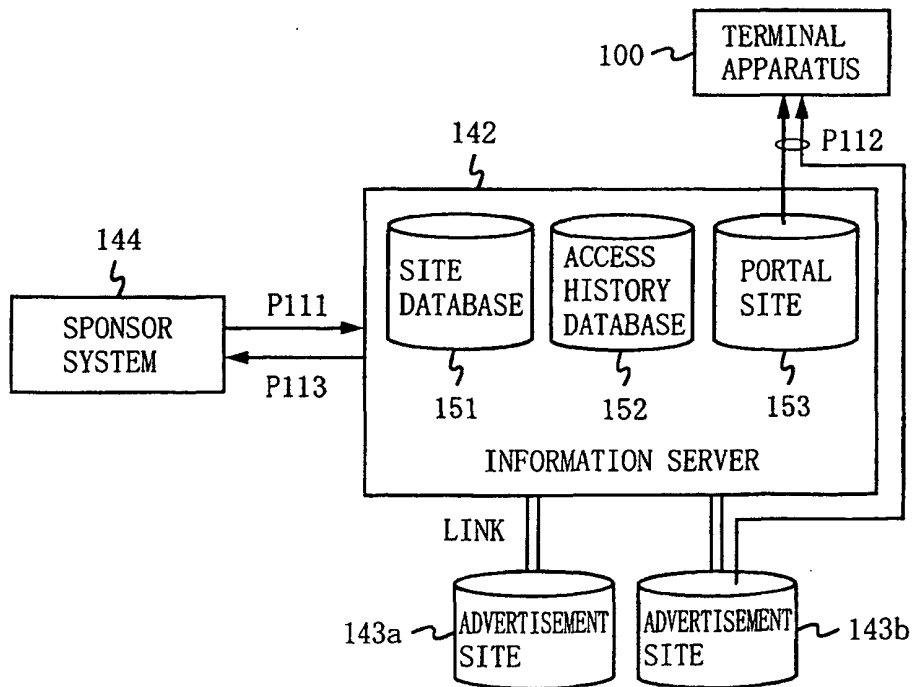 TERMINAL
APPARATUS
100
P112
142
144
SPONSOR
SYSTEM
P111
P113
SITE
DATABASE
151
ACCESS
HISTORY
DATABASE
152
PORTAL
SITE
153
INFORMATION SERVER
LINK
143a
ADVERTISEMENT
SITE
ADVERTISEMENT
SITE
143b